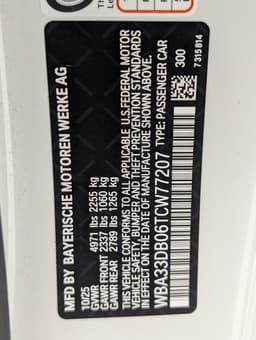 MFD BY BAYERISCHE MOTOREN WERKE AG
10/25
GVWR 4971 lbs 2255 kg
GAWR FRONT 2337 lbs 1060 kg
GAWR REAR 2789 lbs 1265 kg
THIS VEHICLE CONFORMS TO ALL APPLICABLE U.S.FEDERAL MOTOR
VEHICLE SAFETY, BUMPER, AND THEFT PREVENTION STANDARDS
IN EFFECT ON THE DATE OF MANUFACTURE SHOWN ABOVE.
WBA33DB06TCW77207 TYPE: PASSENGER CAR
300
7315814